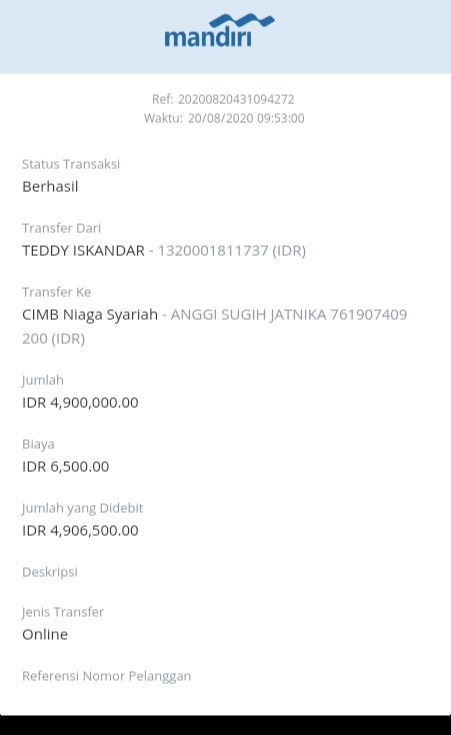 mandiri
Ref: 20200820431094272
Waktu: 20/08/2020 09:53:00
Status Transaksi
Berhasil
Transfer Dari
TEDDY ISKANDAR - 1320001811737 (IDR)
Transfer Ke
CIMB Niaga Syariah - ANGGI SUGIH JATNIKA 761907409
200 (IDR)
Jumlah
IDR 4,900,000.00
Biaya
IDR 6,500.00
Jumlah yang Didebit
IDR 4,906,500.00
Deskripsi
Jenis Transfer
Online
Referensi Nomor Pelanggan